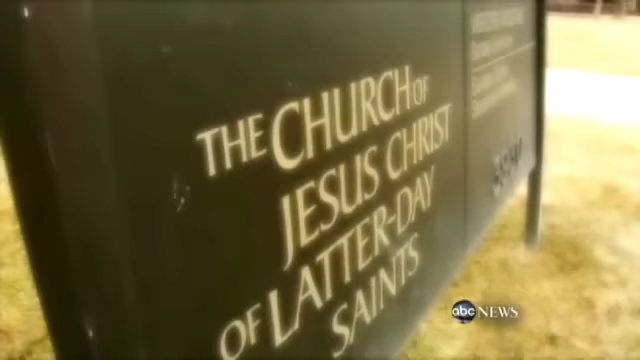 THE CHURCH OF
JESUS CHRIST
OF LATTER-DAY
SAINTS
abc NEWS